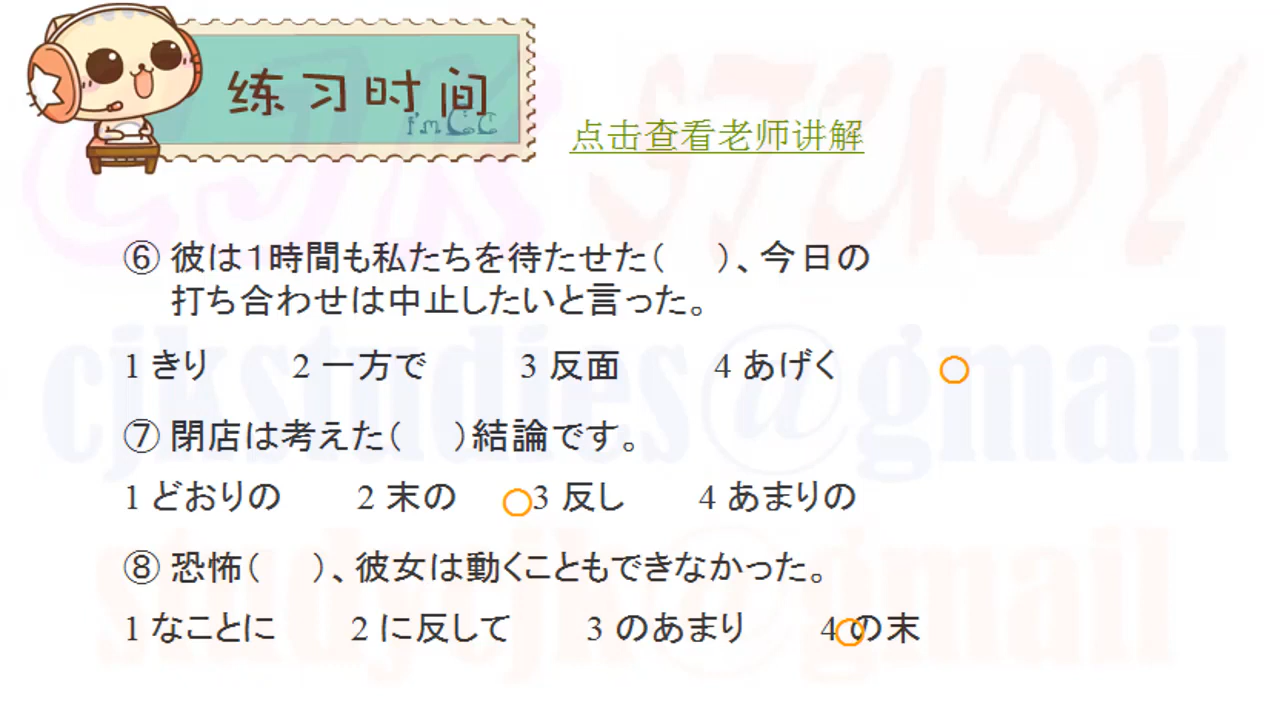 练习时间
I'm CC
点击查看老师讲解
⑥ 彼は1時間も私たちを待たせた( )、今日の
打ち合わせは中止したいと言った。
1 きり 2 一方で 3 反面 4 あげく
⑦ 閉店は考えた( )結論です。
1 どおりの 2 末の 3 反し 4 あまりの
⑧ 恐怖( )、彼女は動くこともできなかった。
1 なことに 2 に反して 3 のあまり 4 の末
CJK STUDY
cjkstudies@gmail
studycjk@gmail